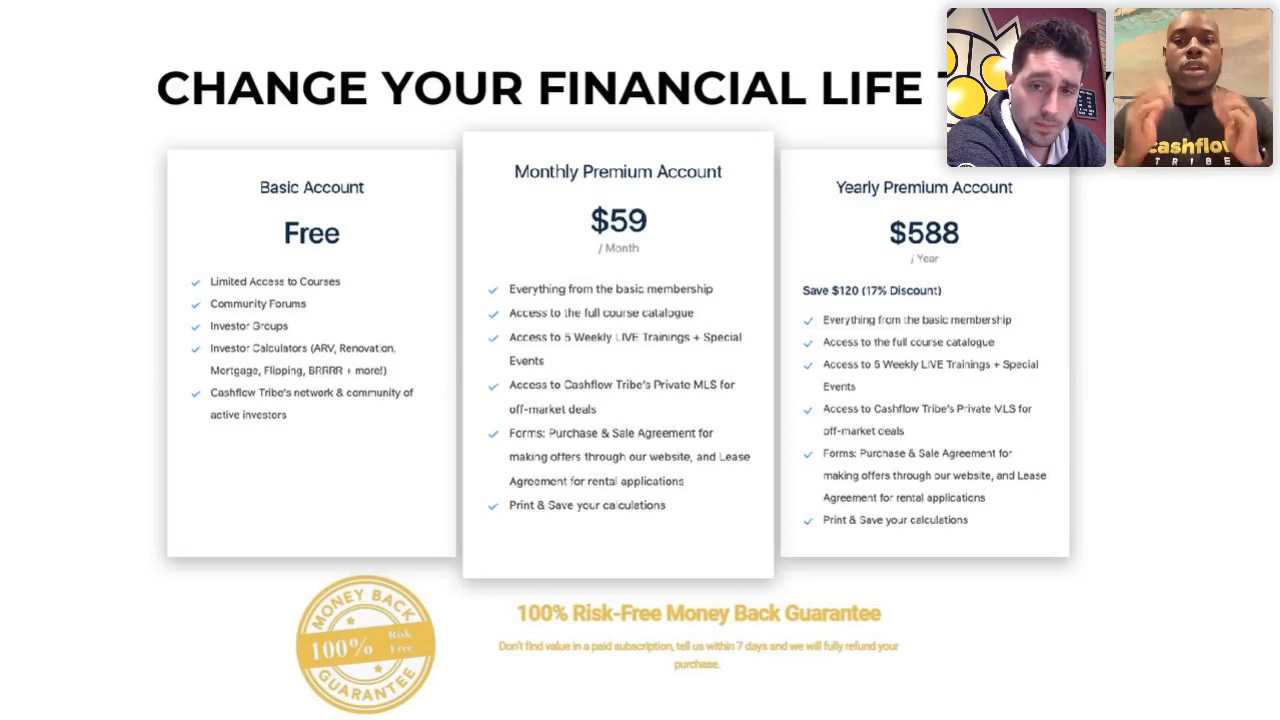 CHANGE YOUR FINANCIAL LIFE
Basic Account
Free
Limited Access to Courses
Community Forums
Investor Groups
Investor Calculators (ARV, Renovation,
Mortgage, Flipping, BRRRR + more!)
Cashflow Tribe's network & community of
active investors
Monthly Premium Account
$59
/ Month
Everything from the basic membership
Access to the full course catalogue
Access to 5 Weekly LIVE Trainings + Special
Events
Access to Cashflow Tribe's Private MLS for
off-market deals
Forms: Purchase & Sale Agreement for
making offers through our website, and Lease
Agreement for rental applications
Print & Save your calculations
Yearly Premium Account
$588
/ Year
Save $120 (17% Discount)
Everything from the basic membership
Access to the full course catalogue
Access to 5 Weekly LIVE Trainings + Special
Events
Access to Cashflow Tribe's Private MLS for
off-market deals
Forms: Purchase & Sale Agreement for
making offers through our website, and Lease
Agreement for rental applications
Print & Save your calculations
MONEY BACK
100% Risk
Free
GUARANTEE
100% Risk-Free Money Back Guarantee
Don't find value in a paid subscription, tell us within 7 days and we will fully refund your
purchase.
cashflow
TRIBE